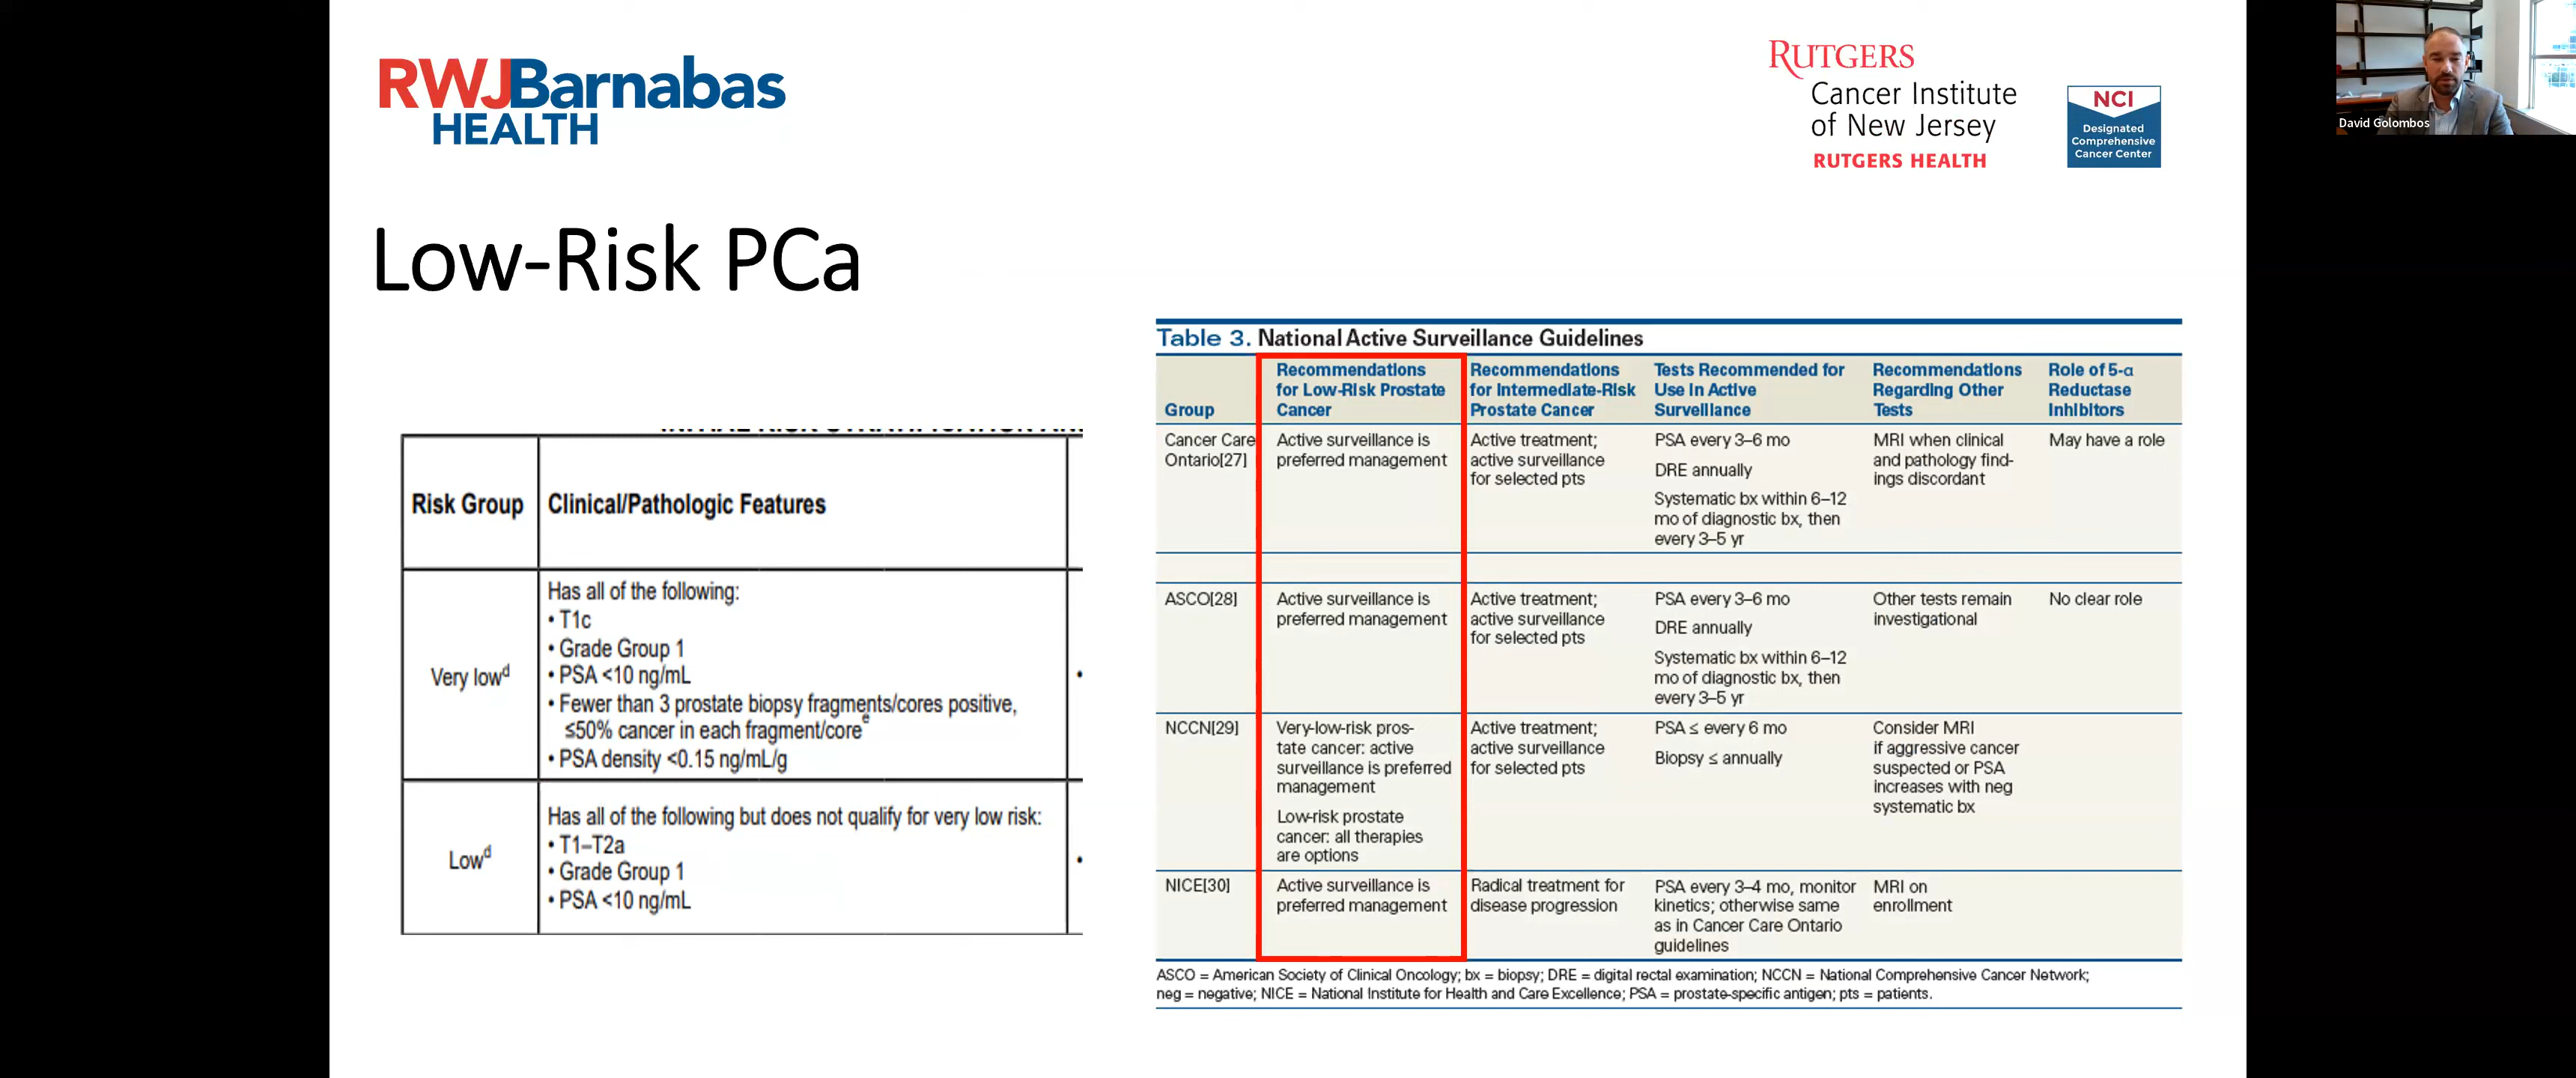 RWJBarnabas
HEALTH
RUTGERS
Cancer Institute
of New Jersey
RUTGERS HEALTH
NCI
Designated
Comprehensive
Cancer Center
David Golombos
Low-Risk PCa
Risk Group
Clinical/Pathologic Features
Very lowᵈ
Has all of the following:
• T1c
• Grade Group 1
• PSA <10 ng/mL
• Fewer than 3 prostate biopsy fragments/cores positive,
≤50% cancer in each fragment/coreᵉ
• PSA density <0.15 ng/mL/g
Lowᵈ
Has all of the following but does not qualify for very low risk:
• T1–T2a
• Grade Group 1
• PSA <10 ng/mL
Table 3. National Active Surveillance Guidelines
Group
Recommendations
for Low-Risk Prostate
Cancer
Recommendations
for Intermediate-Risk
Prostate Cancer
Tests Recommended for
Use in Active
Surveillance
Recommendations
Regarding Other
Tests
Role of 5-α
Reductase
Inhibitors
Cancer Care
Ontario[27]
Active surveillance is
preferred management
Active treatment;
active surveillance
for selected pts
PSA every 3–6 mo
DRE annually
Systematic bx within 6–12
mo of diagnostic bx, then
every 3–5 yr
MRI when clinical
and pathology find-
ings discordant
May have a role
ASCO[28]
Active surveillance is
preferred management
Active treatment;
active surveillance
for selected pts
PSA every 3–6 mo
DRE annually
Systematic bx within 6–12
mo of diagnostic bx, then
every 3–5 yr
Other tests remain
investigational
No clear role
NCCN[29]
Very-low-risk pros-
tate cancer: active
surveillance is preferred
management
Low-risk prostate
cancer: all therapies
are options
Active treatment;
active surveillance
for selected pts
PSA ≤ every 6 mo
Biopsy ≤ annually
Consider MRI
if aggressive cancer
suspected or PSA
increases with neg
systematic bx
NICE[30]
Active surveillance is
preferred management
Radical treatment for
disease progression
PSA every 3–4 mo, monitor
kinetics; otherwise same
as in Cancer Care Ontario
guidelines
MRI on
enrollment
ASCO = American Society of Clinical Oncology; bx = biopsy; DRE = digital rectal examination; NCCN = National Comprehensive Cancer Network;
neg = negative; NICE = National Institute for Health and Care Excellence; PSA = prostate-specific antigen; pts = patients.